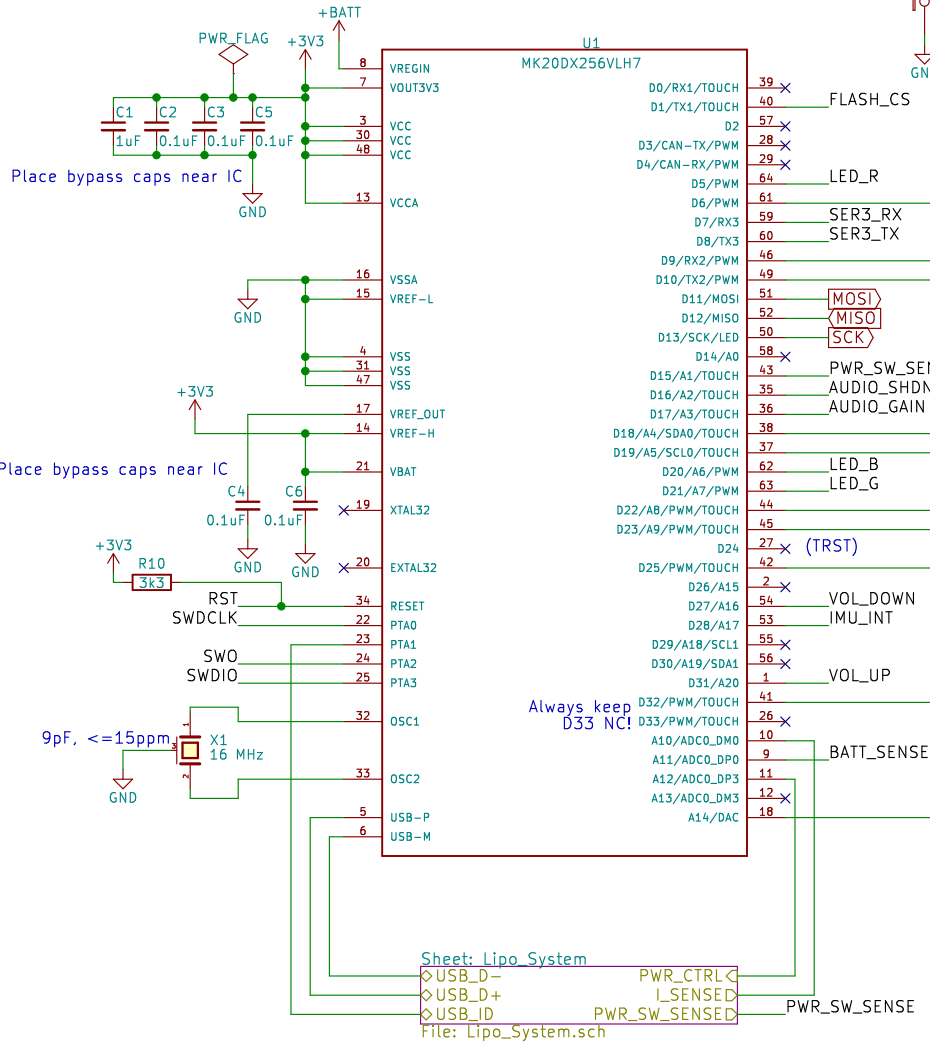 +BATT
PWR_FLAG
+3V3
C1
C2
C3
C5
1uF
0.1uF
0.1uF
0.1uF
Place bypass caps near IC
GND
GND
+3V3
Place bypass caps near IC
C4
C6
0.1uF
0.1uF
GND
GND
+3V3
R10
3k3
RST
SWDCLK
SWO
SWDIO
9pF, <=15ppm
1
3
2
X1
16 MHz
GND
U1
MK20DX256VLH7
8 VREGIN
7 VOUT3V3
3 VCC
30 VCC
48 VCC
13 VCCA
16 VSSA
15 VREF-L
4 VSS
31 VSS
47 VSS
17 VREF_OUT
14 VREF-H
21 VBAT
19 XTAL32
20 EXTAL32
34 RESET
22 PTA0
23 PTA1
24 PTA2
25 PTA3
32 OSC1
33 OSC2
5 USB-P
6 USB-M
D0/RX1/TOUCH 39
D1/TX1/TOUCH 40 FLASH_CS
D2 57
D3/CAN-TX/PWM 28
D4/CAN-RX/PWM 29
D5/PWM 64 LED_R
D6/PWM 61
D7/RX3 59 SER3_RX
D8/TX3 60 SER3_TX
D9/RX2/PWM 46
D10/TX2/PWM 49
D11/MOSI 51 MOSI
D12/MISO 52 MISO
D13/SCK/LED 50 SCK
D14/A0 58
D15/A1/TOUCH 43 PWR_SW_SEN
D16/A2/TOUCH 35 AUDIO_SHDN
D17/A3/TOUCH 36 AUDIO_GAIN
D18/A4/SDA0/TOUCH 38
D19/A5/SCL0/TOUCH 37
D20/A6/PWM 62 LED_B
D21/A7/PWM 63 LED_G
D22/A8/PWM/TOUCH 44
D23/A9/PWM/TOUCH 45
D24 27 (TRST)
D25/PWM/TOUCH 42
D26/A15 2
D27/A16 54 VOL_DOWN
D28/A17 53 IMU_INT
D29/A18/SCL1 55
D30/A19/SDA1 56
D31/A20 1 VOL_UP
D32/PWM/TOUCH 41
Always keep
D33 NC!
D33/PWM/TOUCH 26
A10/ADC0_DM0 10
A11/ADC0_DP0 9 BATT_SENSE
A12/ADC0_DP3 11
A13/ADC0_DM3 12
A14/DAC 18
GN
Sheet: Lipo_System
USB_D- PWR_CTRL
USB_D+ I_SENSE
USB_ID PWR_SW_SENSE PWR_SW_SENSE
File: Lipo_System.sch